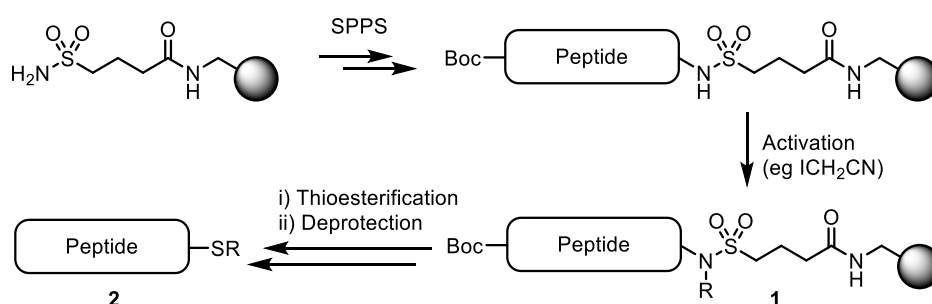 O O
S
H₂N
O
N
H
SPPS
Boc
Peptide
N
H
O O
S
O
N
H
Activation
(eg ICH₂CN)
i) Thioesterification
ii) Deprotection
Peptide
SR
2
Boc
Peptide
N
R
O O
S
O
N
H
1